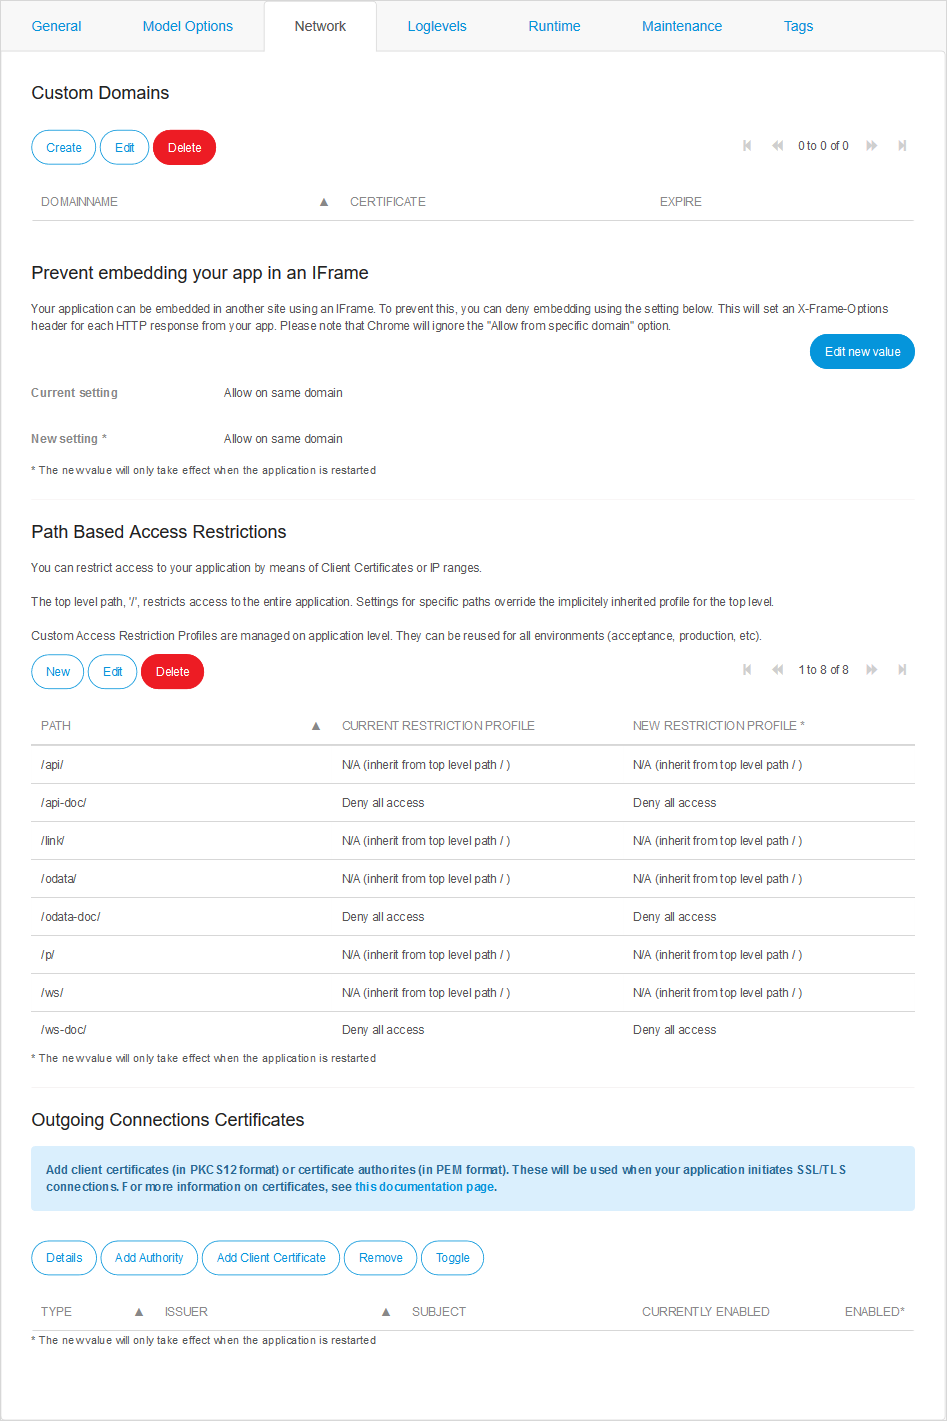 General Model Options Network Loglevels Runtime Maintenance Tags
Custom Domains
Create Edit Delete 0 to 0 of 0
DOMAINNAME ▲ CERTIFICATE EXPIRE
Prevent embedding your app in an IFrame
Your application can be embedded in another site using an IFrame. To prevent this, you can deny embedding using the setting below. This will set an X-Frame-Options
header for each HTTP response from your app. Please note that Chrome will ignore the "Allow from specific domain" option.
Edit new value
Current setting Allow on same domain
New setting * Allow on same domain
* The new value will only take effect when the application is restarted
Path Based Access Restrictions
You can restrict access to your application by means of Client Certificates or IP ranges.
The top level path, '/', restricts access to the entire application. Settings for specific paths override the implicitely inherited profile for the top level.
Custom Access Restriction Profiles are managed on application level. They can be reused for all environments (acceptance, production, etc).
New Edit Delete 1 to 8 of 8
PATH ▲ CURRENT RESTRICTION PROFILE NEW RESTRICTION PROFILE *
/api/ N/A (inherit from top level path / ) N/A (inherit from top level path / )
/api-doc/ Deny all access Deny all access
/link/ N/A (inherit from top level path / ) N/A (inherit from top level path / )
/odata/ N/A (inherit from top level path / ) N/A (inherit from top level path / )
/odata-doc/ Deny all access Deny all access
/p/ N/A (inherit from top level path / ) N/A (inherit from top level path / )
/ws/ N/A (inherit from top level path / ) N/A (inherit from top level path / )
/ws-doc/ Deny all access Deny all access
* The new value will only take effect when the application is restarted
Outgoing Connections Certificates
Add client certificates (in PKCS12 format) or certificate authorites (in PEM format). These will be used when your application initiates SSL/TLS
connections. For more information on certificates, see this documentation page.
Details Add Authority Add Client Certificate Remove Toggle
TYPE ▲ ISSUER ▲ SUBJECT CURRENTLY ENABLED ENABLED*
* The new value will only take effect when the application is restarted